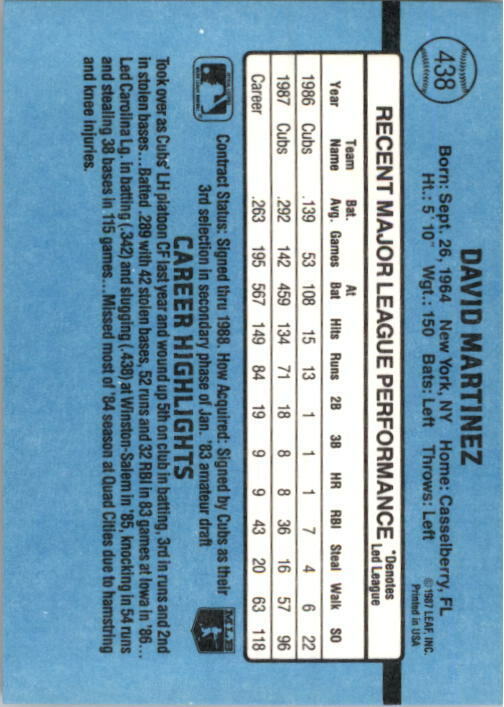 438
DAVID MARTINEZ
Born: Sept. 26, 1964 New York, NY Home: Casselberry, FL
Ht.: 5' 10" Wgt.: 150 Bats: Left Throws: Left
© 1987 LEAF, INC.
Printed in USA
RECENT MAJOR LEAGUE PERFORMANCE *Denotes Led League
Year Team Name Bat. Avg. Games At Bat Hits Runs 2B 3B HR RBI Steal Walk SO
1986 Cubs .139 53 108 15 13 1 1 1 7 4 6 22
1987 Cubs .292 142 459 134 71 18 8 8 36 16 57 96
Career .263 195 567 149 84 19 9 9 43 20 63 118
Contract Status: Signed thru 1988. How Acquired: Signed by Cubs as their
3rd selection in secondary phase of Jan. '83 amateur draft
MLB
CAREER HIGHLIGHTS
Took over as Cubs' LH platoon CF last year and wound up 5th on club in batting, 3rd in runs and 2nd
in stolen bases...Batted .289 with 42 stolen bases, 52 runs and 32 RBI in 83 games at Iowa in '86...
Led Carolina Lg. in batting (.342) and slugging (.438) at Winston-Salem in '85, knocking in 54 runs
and stealing 38 bases in 115 games... Missed most of '84 season at Quad Cities due to hamstring
and knee injuries.